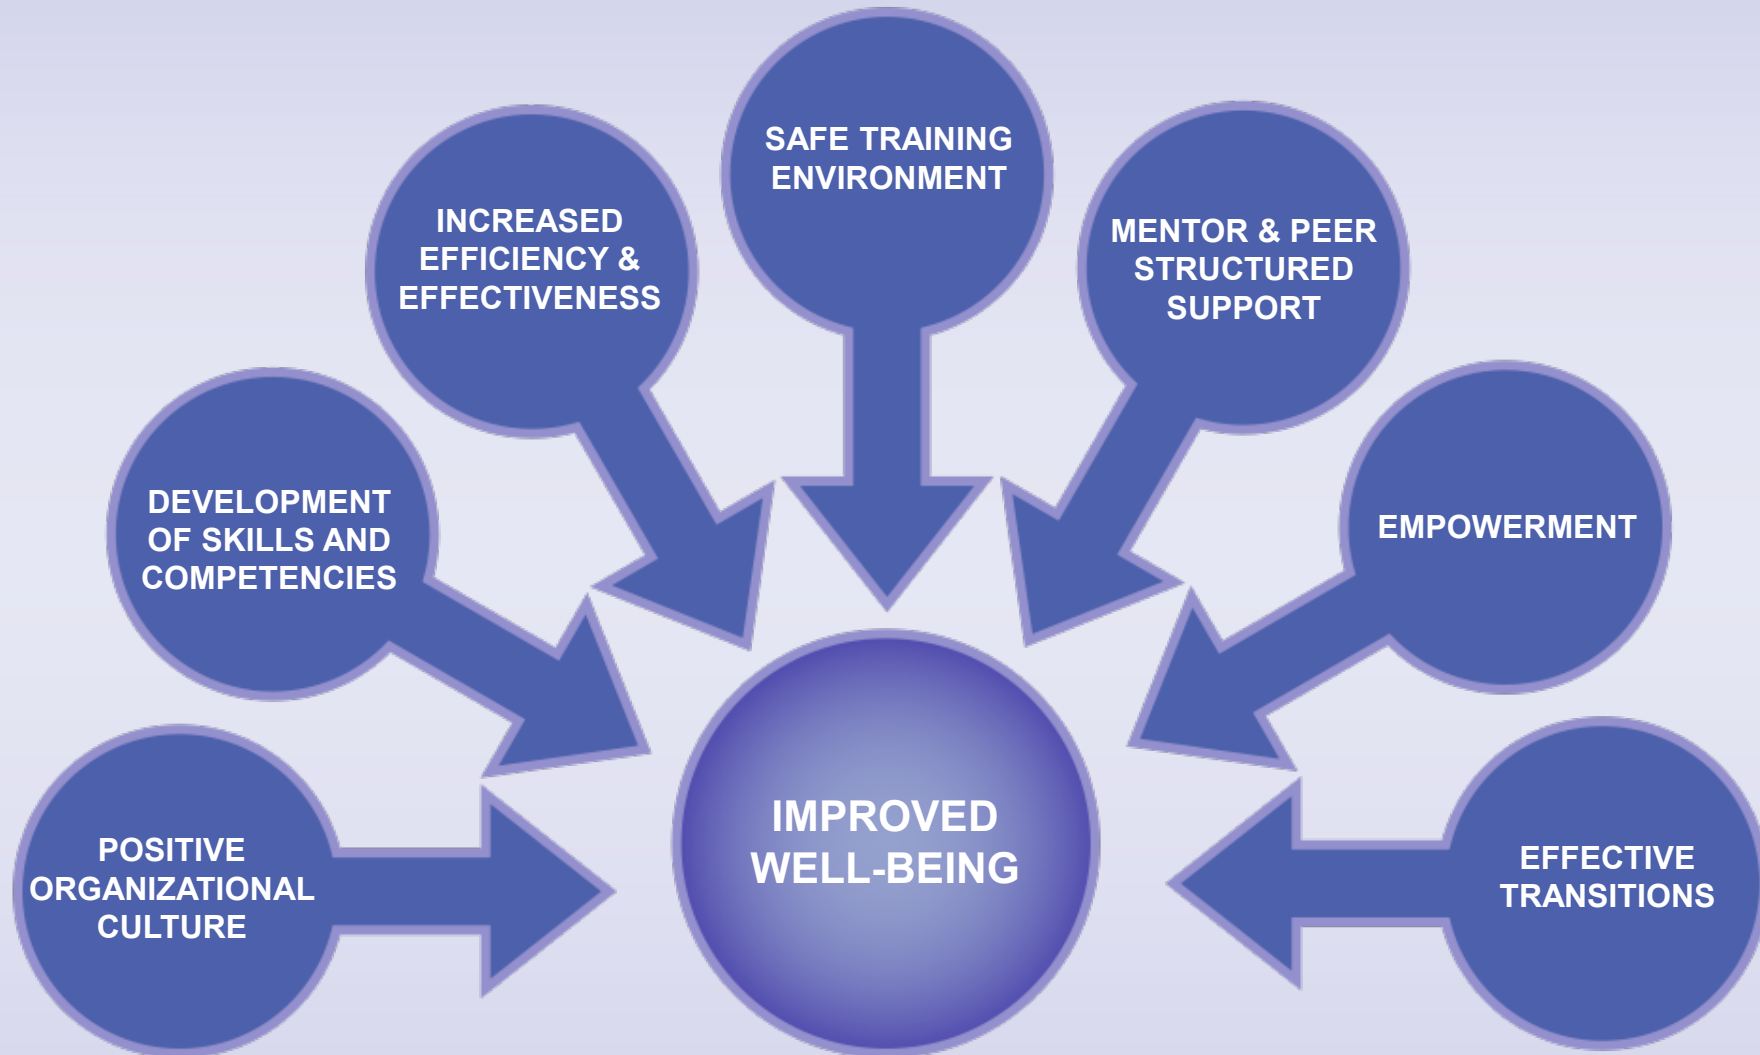 SAFE TRAINING
ENVIRONMENT
INCREASED
EFFICIENCY &
EFFECTIVENESS
MENTOR & PEER
STRUCTURED
SUPPORT
DEVELOPMENT
OF SKILLS AND
COMPETENCIES
EMPOWERMENT
POSITIVE
ORGANIZATIONAL
CULTURE
IMPROVED
WELL-BEING
EFFECTIVE
TRANSITIONS